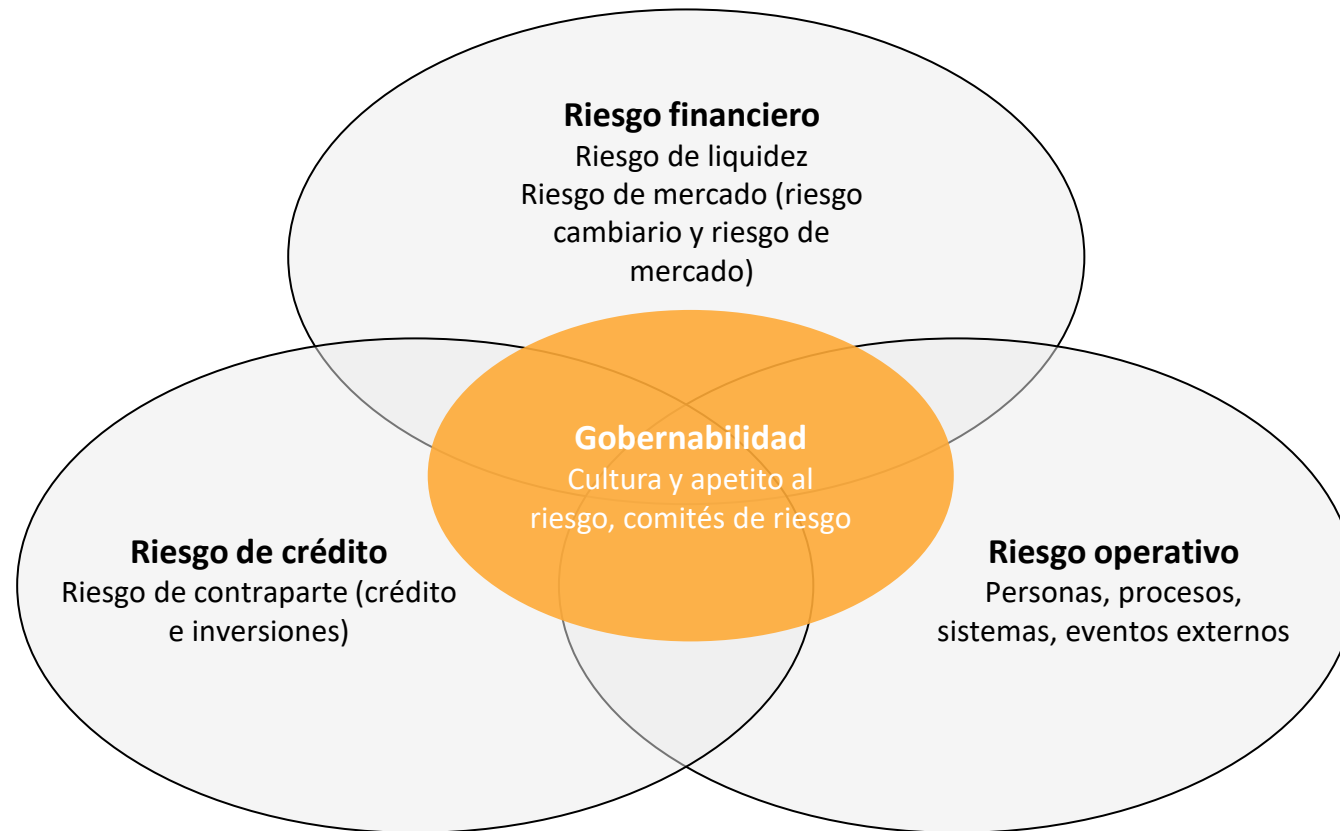 Riesgo financiero
Riesgo de liquidez
Riesgo de mercado (riesgo
cambiario y riesgo de
mercado)
Gobernabilidad
Cultura y apetito al
riesgo, comités de riesgo
Riesgo de crédito
Riesgo de contraparte (crédito
e inversiones)
Riesgo operativo
Personas, procesos,
sistemas, eventos externos